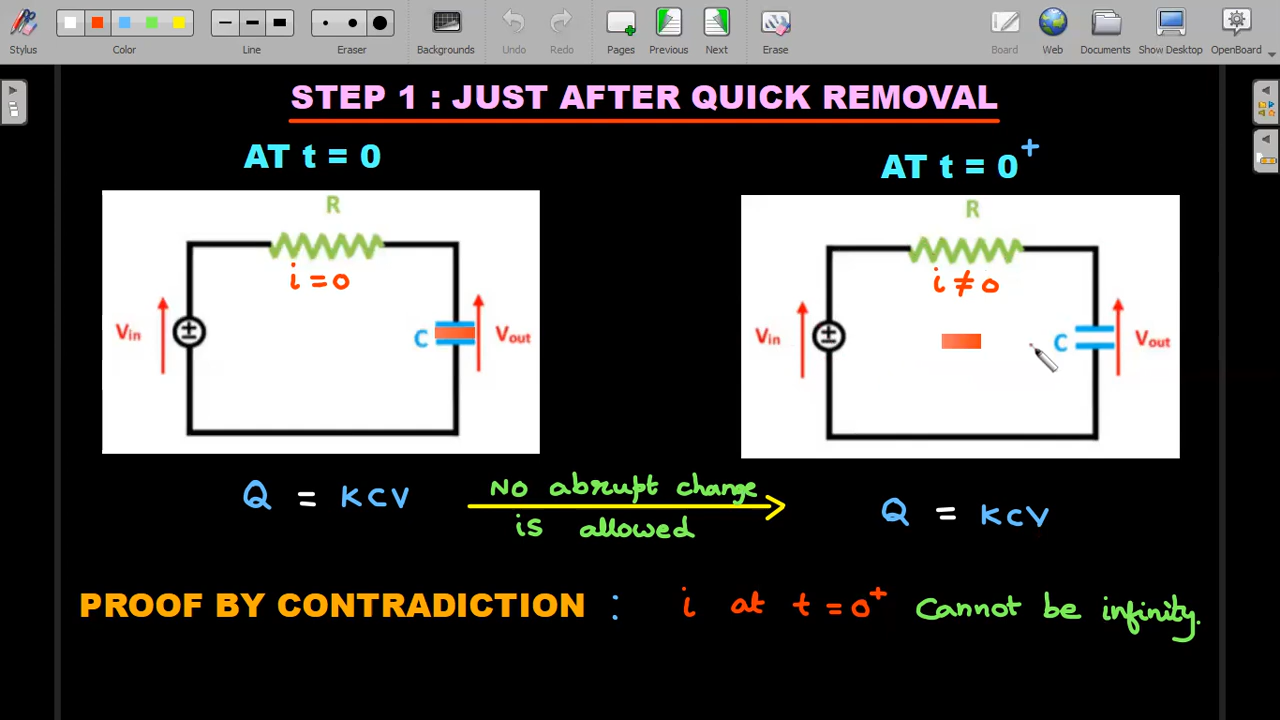 Stylus Color Line Eraser Backgrounds Undo Redo Pages Previous Next Erase Board Web Documents Show Desktop OpenBoard
STEP 1 : JUST AFTER QUICK REMOVAL
AT t = 0
AT t = 0⁺
R
i = 0
Vin
C
Vout
R
i ≠ 0
Vin
C
Vout
Q = KCV
No abrupt change
is allowed
Q = KCV
PROOF BY CONTRADICTION : i at t = 0⁺ Cannot be infinity.